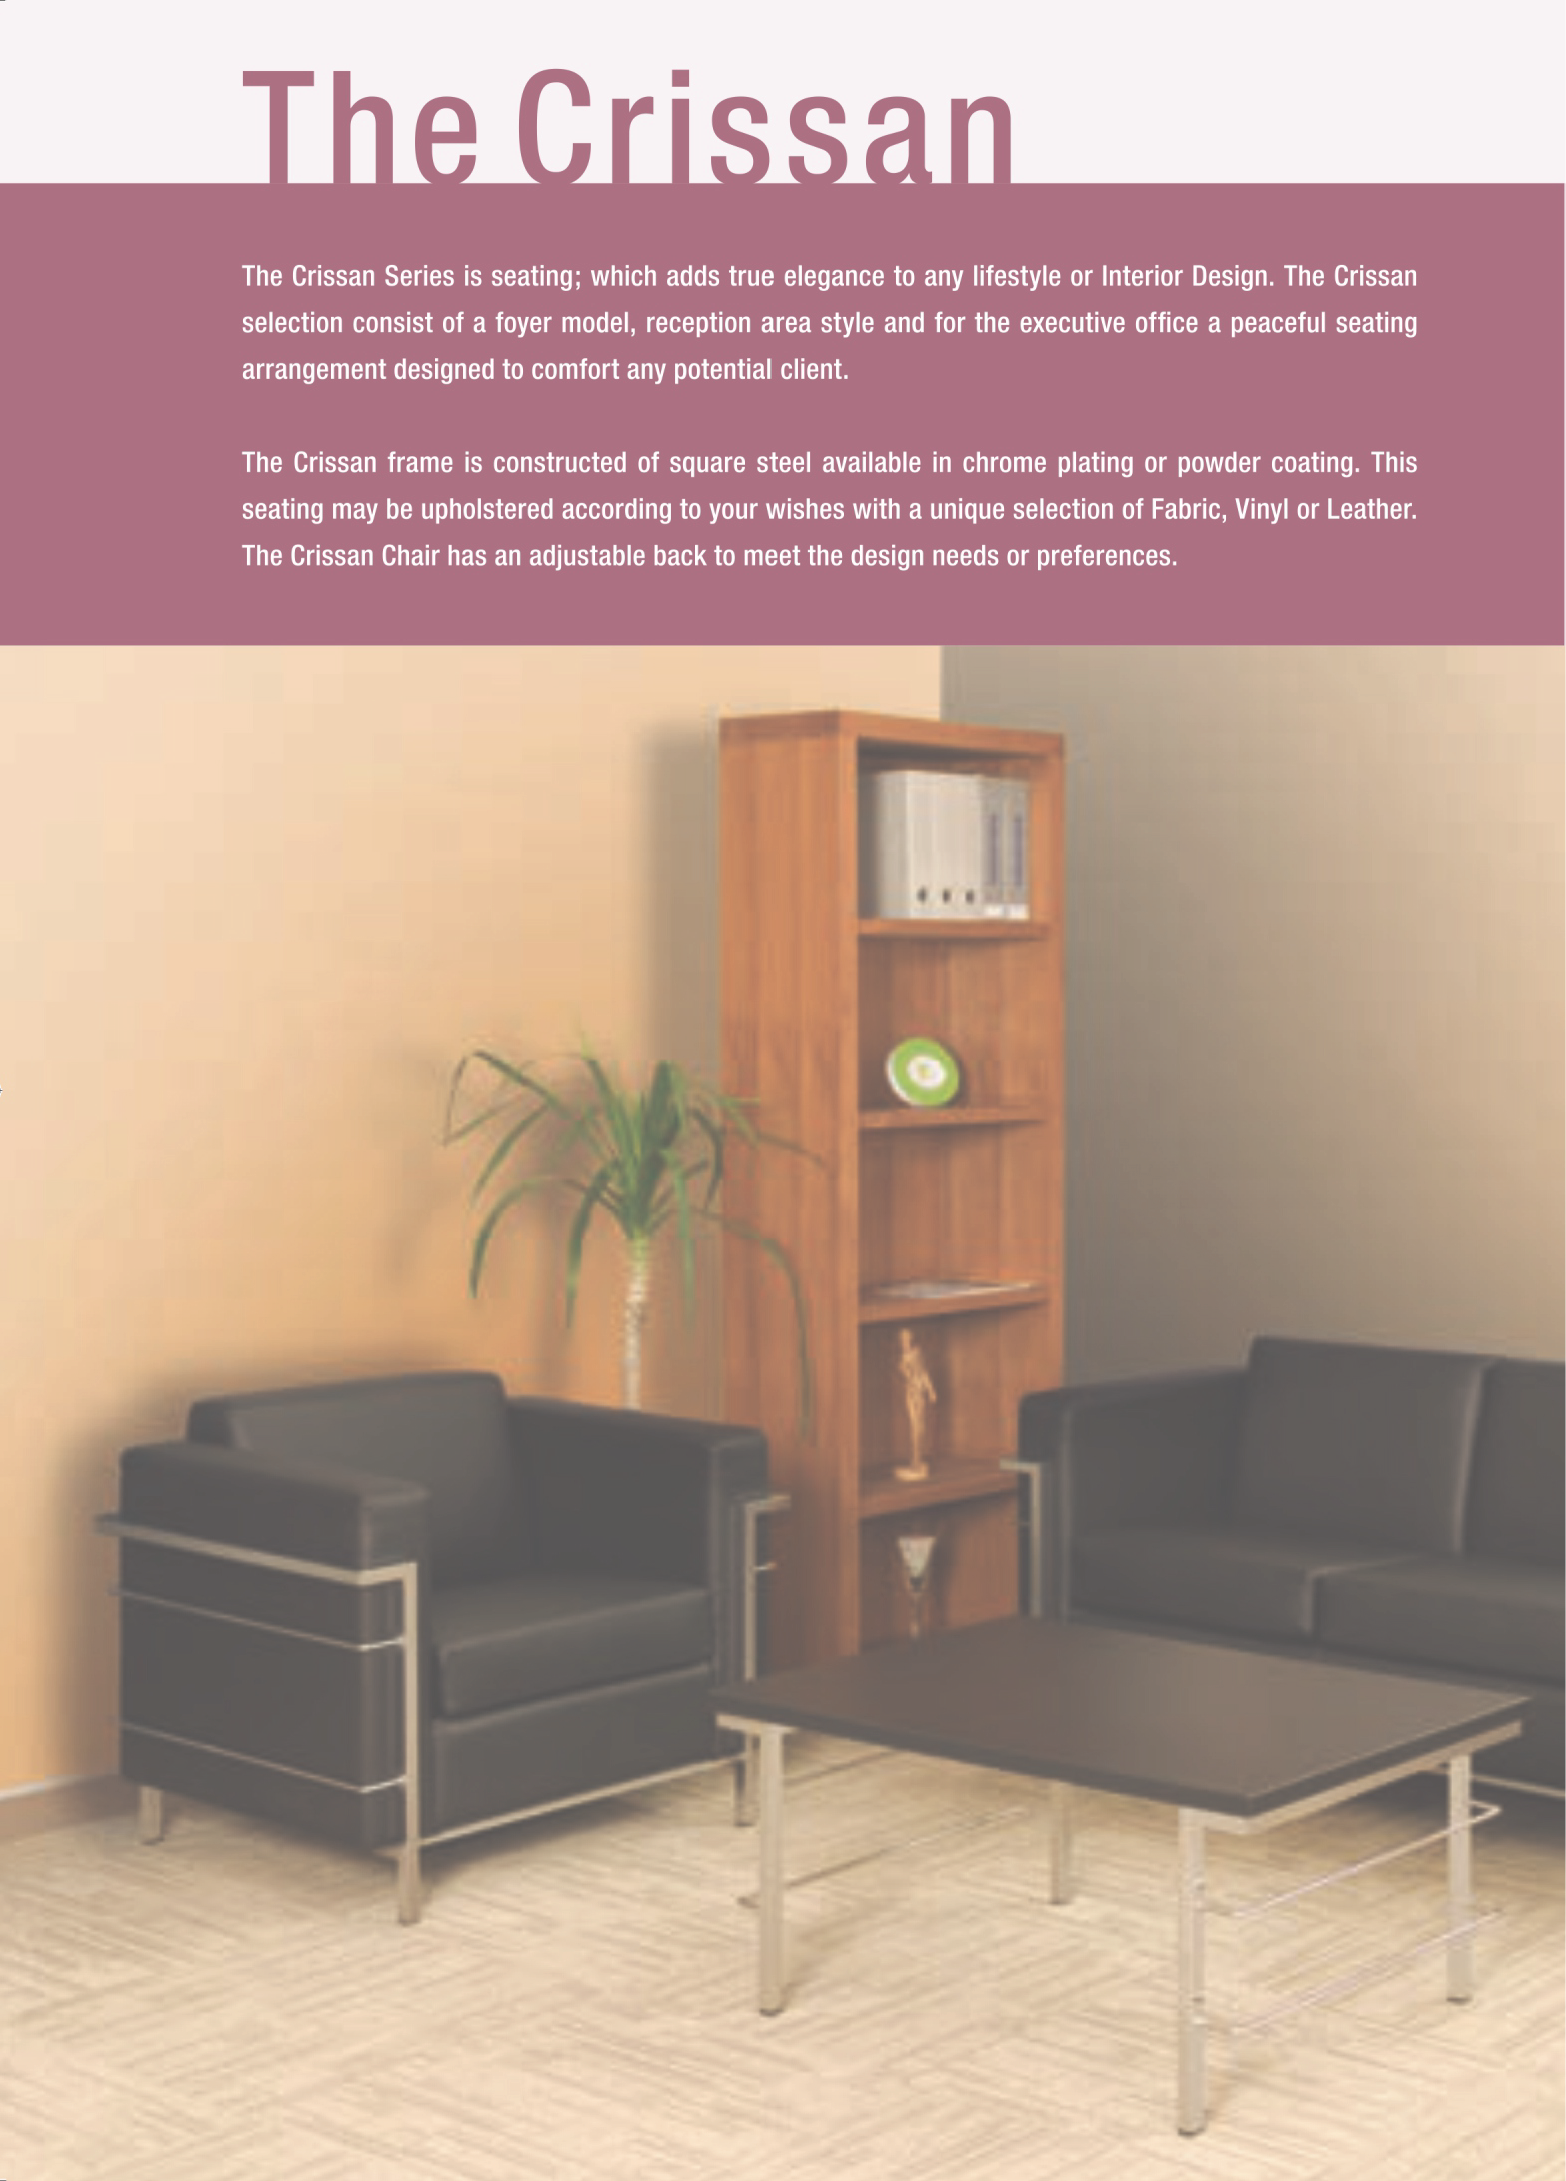 The Crissan
The Crissan Series is seating; which adds true elegance to any lifestyle or Interior Design. The Crissan
selection consist of a foyer model, reception area style and for the executive office a peaceful seating
arrangement designed to comfort any potential client.
The Crissan frame is constructed of square steel available in chrome plating or powder coating. This
seating may be upholstered according to your wishes with a unique selection of Fabric, Vinyl or Leather.
The Crissan Chair has an adjustable back to meet the design needs or preferences.